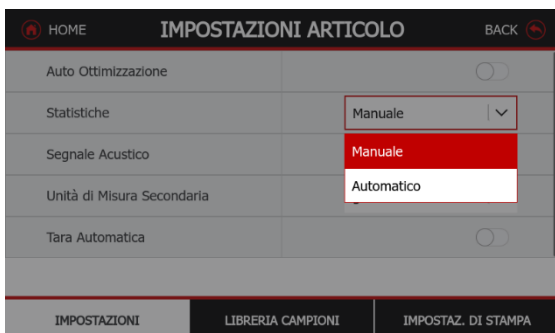 HOME IMPOSTAZIONI ARTICOLO BACK
Auto Ottimizzazione
Statistiche Manuale
Segnale Acustico Manuale
Automatico
Unità di Misura Secondaria
Tara Automatica
IMPOSTAZIONI LIBRERIA CAMPIONI IMPOSTAZ. DI STAMPA